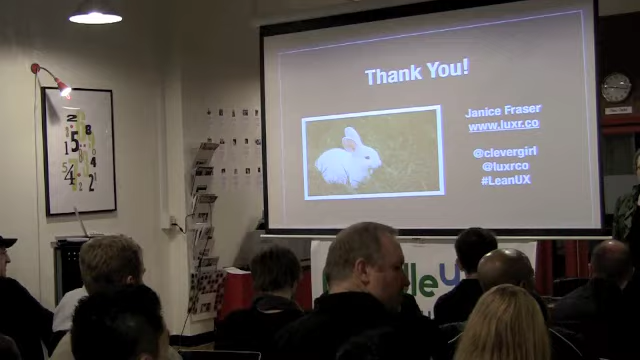 Thank You!
Janice Fraser
www.luxr.co
@clevergirl
@luxrco
#LeanUX